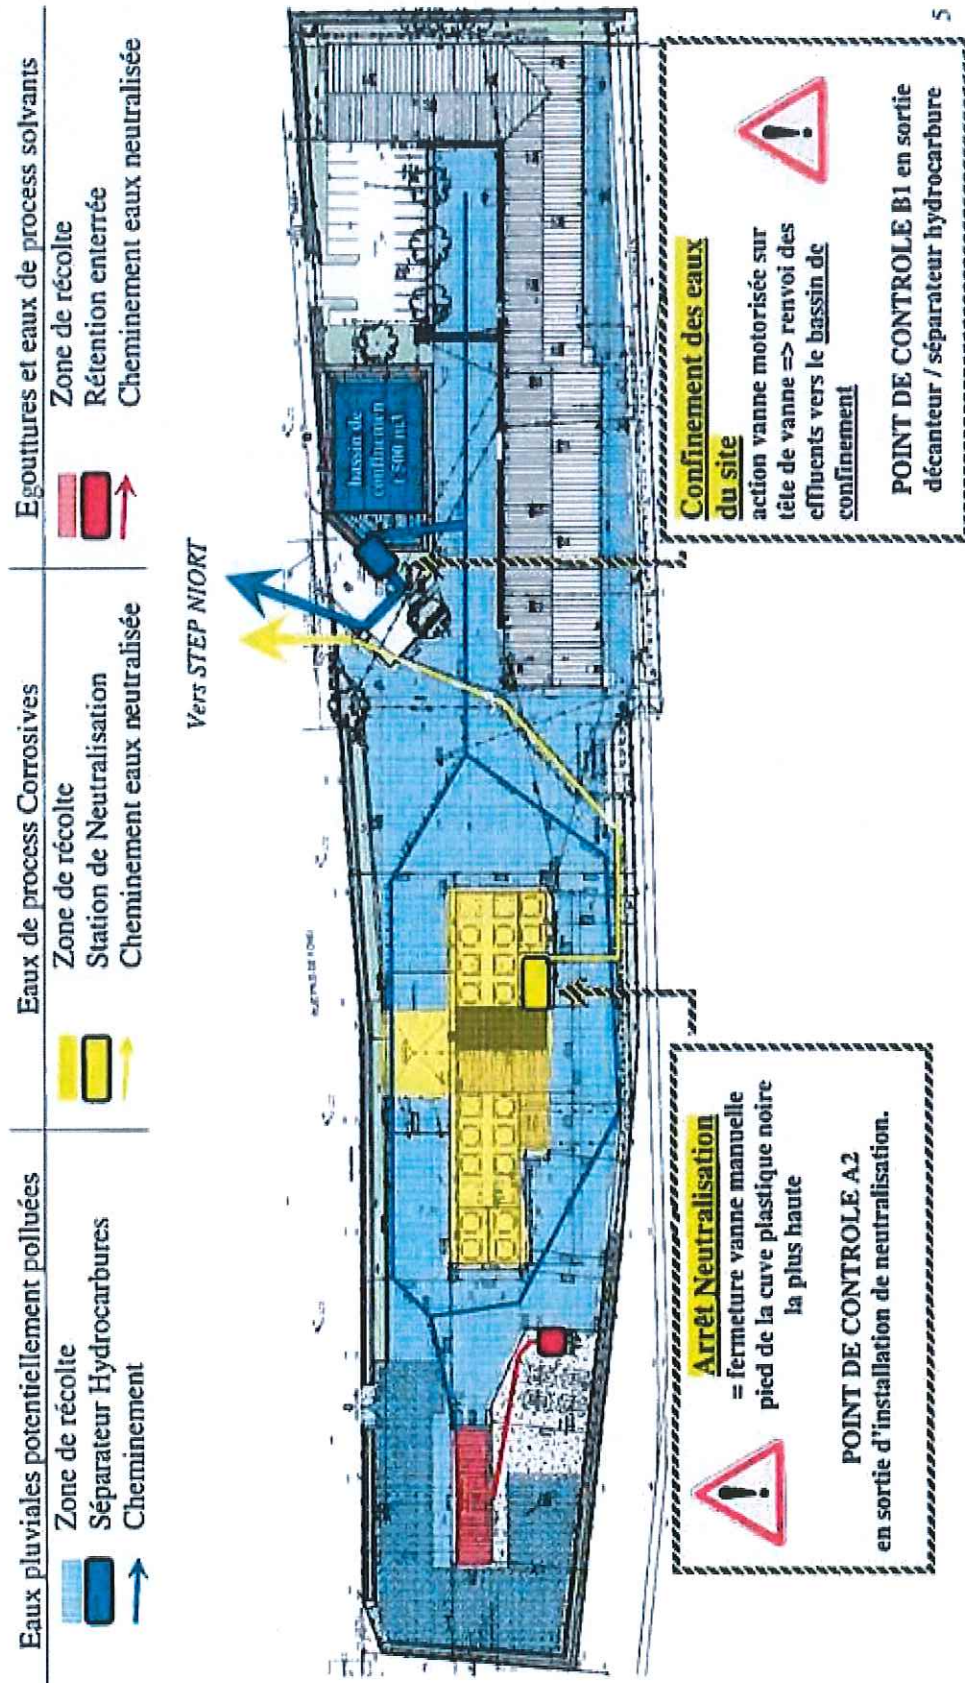 Eaux pluviales potentiellement polluées
Zone de récolte
Séparateur Hydrocarbures
Cheminement
Eaux de process Corrosives
Zone de récolte
Station de Neutralisation
Cheminement eaux neutralisée
Egouttures et eaux de process solvants
Zone de récolte
Rétention enterrée
Cheminement eaux neutralisée
Vers STEP NIORT
bassin de
confinement
Arrêt Neutralisation
= fermeture vanne manuelle
pied de la cuve plastique noire
la plus haute
POINT DE CONTROLE A2
en sortie d'installation de neutralisation.
Confinement des eaux
du site
action vanne motorisée sur
tête de vanne => renvoi des
effluents vers le bassin de
confinement
POINT DE CONTROLE B1 en sortie
décanteur / séparateur hydrocarbure
5